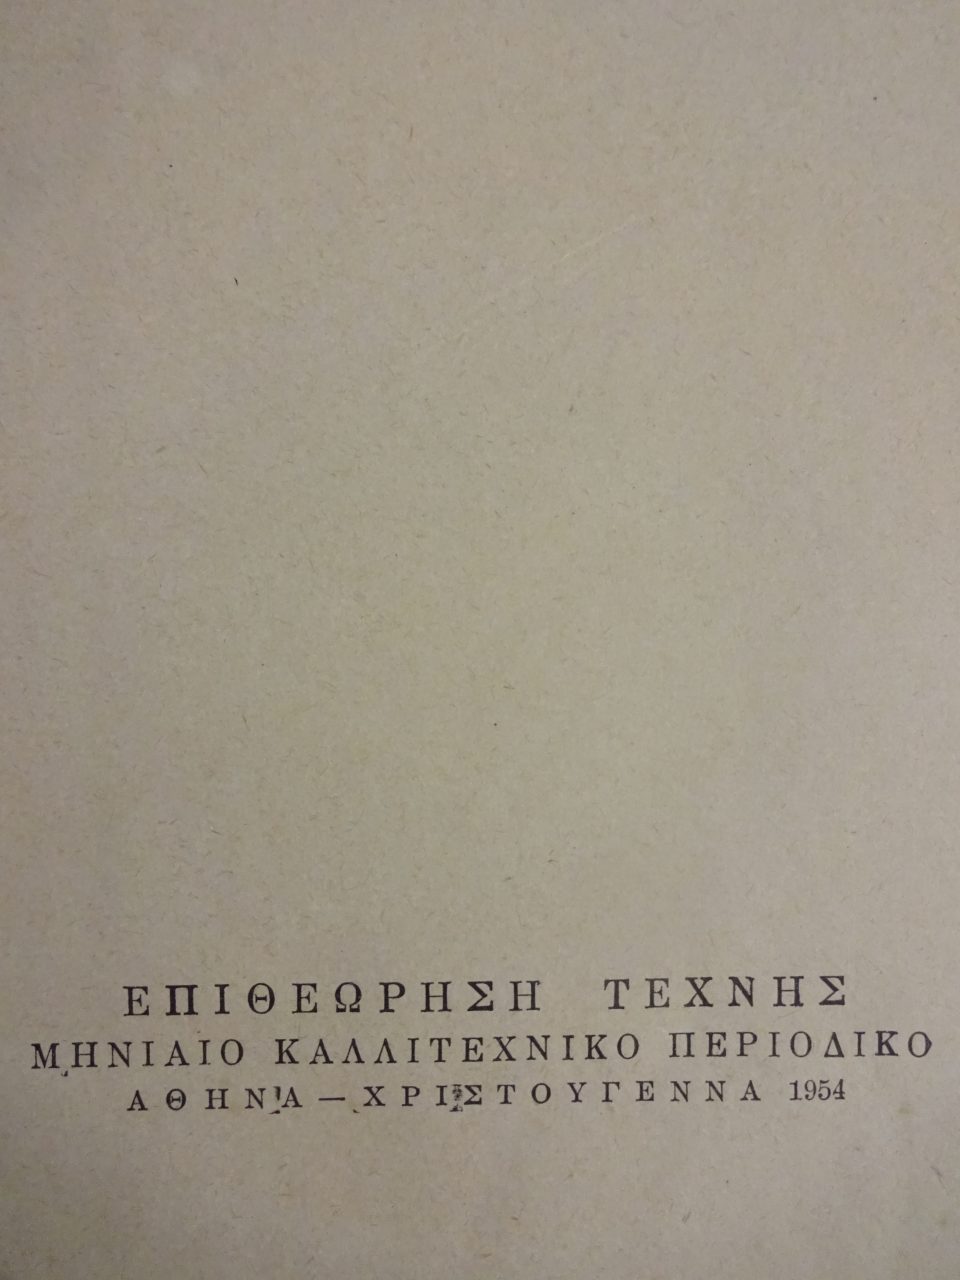 ΕΠΙΘΕΩΡΗΣΗ ΤΕΧΝΗΣ
ΜΗΝΙΑΙΟ ΚΑΛΛΙΤΕΧΝΙΚΟ ΠΕΡΙΟΔΙΚΟ
ΑΘΗΝΑ — ΧΡΙΣΤΟΥΓΕΝΝΑ 1954